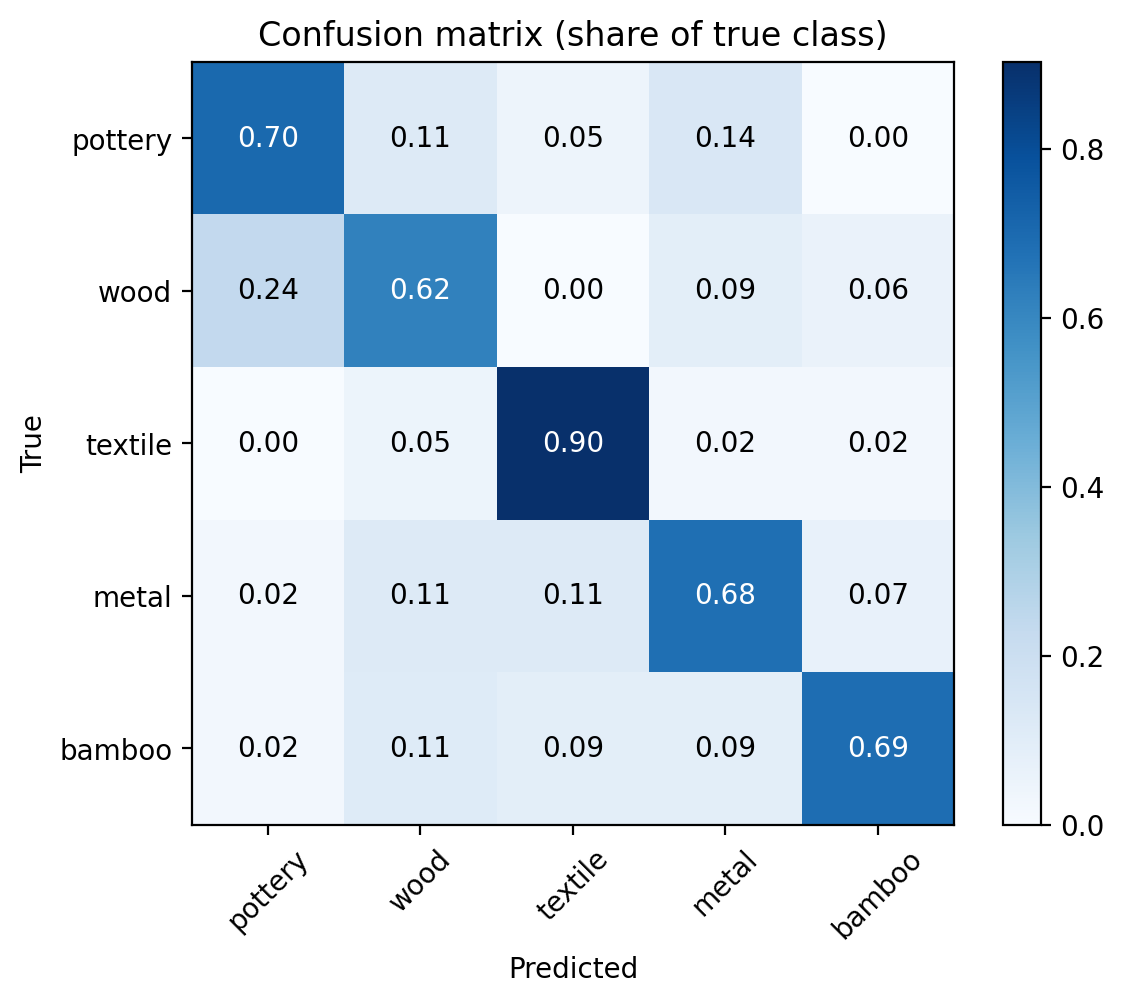 Confusion matrix (share of true class)
pottery 0.70 0.11 0.05 0.14 0.00
wood 0.24 0.62 0.00 0.09 0.06
textile 0.00 0.05 0.90 0.02 0.02
metal 0.02 0.11 0.11 0.68 0.07
bamboo 0.02 0.11 0.09 0.09 0.69
pottery wood textile metal bamboo
Predicted
True
0.8
0.6
0.4
0.2
0.0